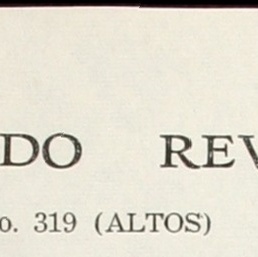 DO REV
o. 319 (ALTOS)